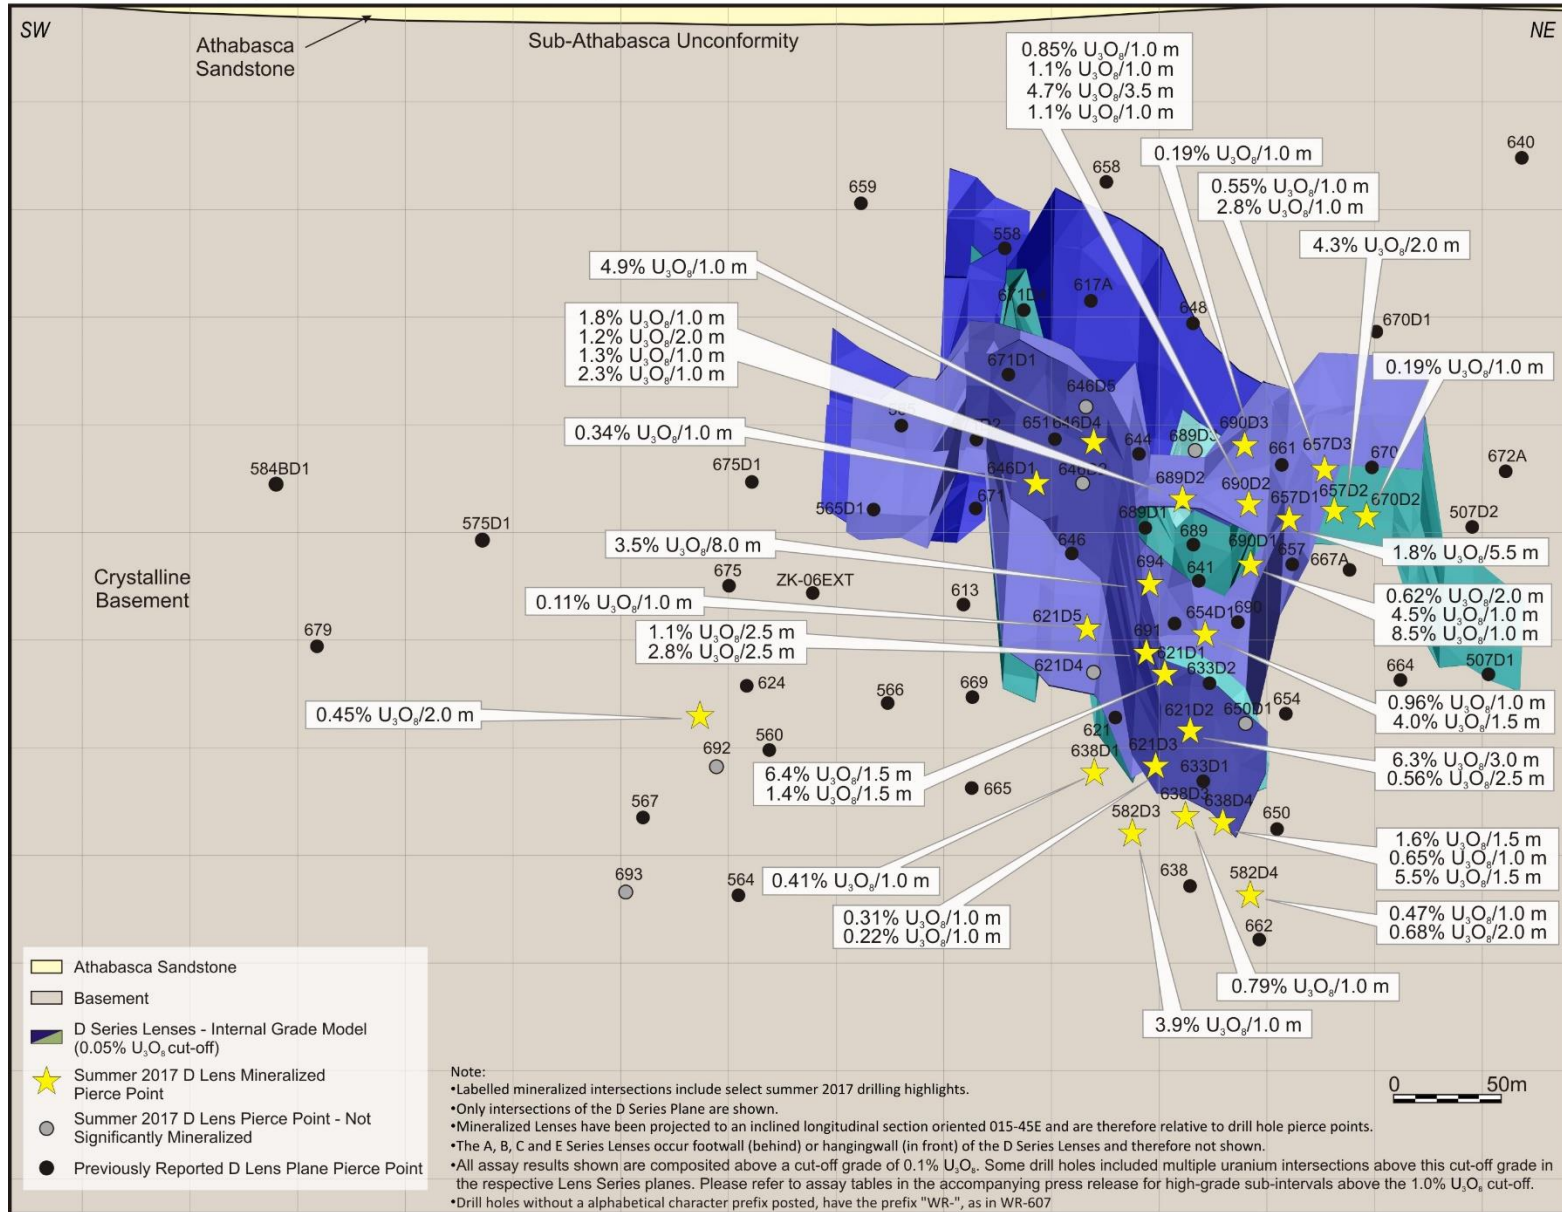 SW
NE
Athabasca
Sandstone
Sub-Athabasca Unconformity
0.85% U₃O₈/1.0 m
1.1% U₃O₈/1.0 m
4.7% U₃O₈/3.5 m
1.1% U₃O₈/1.0 m
0.19% U₃O₈/1.0 m
0.55% U₃O₈/1.0 m
2.8% U₃O₈/1.0 m
4.3% U₃O₈/2.0 m
640
658
659
558
4.9% U₃O₈/1.0 m
617A
648
670D1
1.8% U₃O₈/1.0 m
1.2% U₃O₈/2.0 m
1.3% U₃O₈/1.0 m
2.3% U₃O₈/1.0 m
0.19% U₃O₈/1.0 m
671D1
646D5
0.34% U₃O₈/1.0 m
651
646D4
644
690D3
657D3
661
670
672A
584BD1
675D1
646D1
671
689D2
690D2
657D1
657D2
670D2
565D1
689D1
507D2
575D1
3.5% U₃O₈/8.0 m
646
689
690D1
657
667A
1.8% U₃O₈/5.5 m
Crystalline
Basement
675
ZK-06EXT
613
694
641
0.62% U₃O₈/2.0 m
4.5% U₃O₈/1.0 m
8.5% U₃O₈/1.0 m
0.11% U₃O₈/1.0 m
1.1% U₃O₈/2.5 m
2.8% U₃O₈/2.5 m
621D5
691
654D1
690
679
621D4
621D1
633D2
664
507D1
624
566
669
654
0.96% U₃O₈/1.0 m
4.0% U₃O₈/1.5 m
0.45% U₃O₈/2.0 m
621
621D2
650D1
692
560
638D1
621D3
6.3% U₃O₈/3.0 m
0.56% U₃O₈/2.5 m
6.4% U₃O₈/1.5 m
1.4% U₃O₈/1.5 m
665
633D1
567
582D3
638D3
638D4
650
1.6% U₃O₈/1.5 m
0.65% U₃O₈/1.0 m
5.5% U₃O₈/1.5 m
693
564
0.41% U₃O₈/1.0 m
638
582D4
0.31% U₃O₈/1.0 m
0.22% U₃O₈/1.0 m
662
0.47% U₃O₈/1.0 m
0.68% U₃O₈/2.0 m
0.79% U₃O₈/1.0 m
3.9% U₃O₈/1.0 m
Athabasca Sandstone
Basement
D Series Lenses - Internal Grade Model
(0.05% U₃O₈ cut-off)
Summer 2017 D Lens Mineralized
Pierce Point
Summer 2017 D Lens Pierce Point - Not
Significantly Mineralized
Previously Reported D Lens Plane Pierce Point
0 50m
Note:
•Labelled mineralized intersections include select summer 2017 drilling highlights.
•Only intersections of the D Series Plane are shown.
•Mineralized Lenses have been projected to an inclined longitudinal section oriented 015-45E and are therefore relative to drill hole pierce points.
•The A, B, C and E Series Lenses occur footwall (behind) or hangingwall (in front) of the D Series Lenses and therefore not shown.
•All assay results shown are composited above a cut-off grade of 0.1% U₃O₈. Some drill holes included multiple uranium intersections above this cut-off grade in
the respective Lens Series planes. Please refer to assay tables in the accompanying press release for high-grade sub-intervals above the 1.0% U₃O₈ cut-off.
•Drill holes without a alphabetical character prefix posted, have the prefix "WR-", as in WR-607